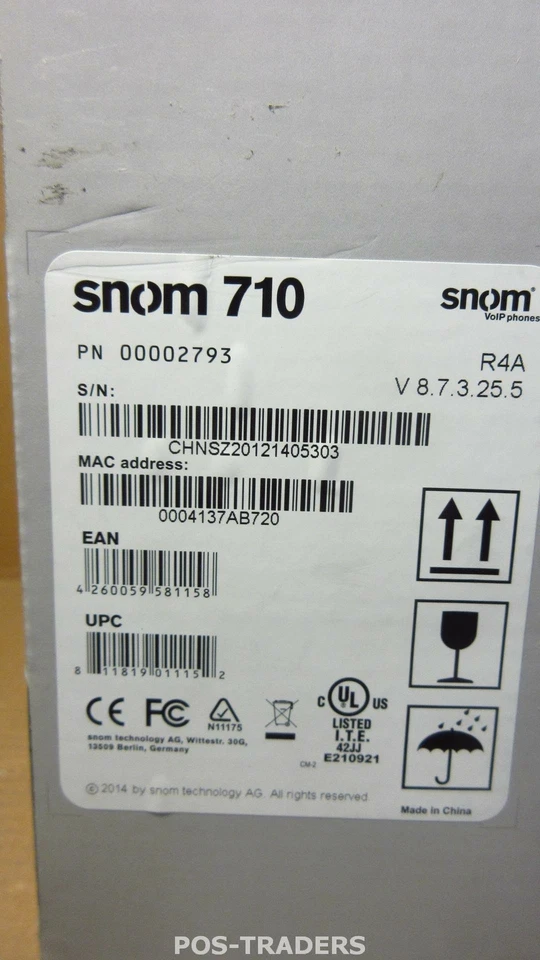 snom 710
snom
VoIP phones
PN 00002793
R4A
V 8.7.3.25.5
S/N:
CHNSZ20121405303
MAC address:
0004137AB720
EAN
4 260059 581158
UPC
8 11819 01115 2
CE FC N11175
C UL US
LISTED
I.T.E.
42JJ
E210921
snom technology AG, Wittestr. 30G,
13509 Berlin, Germany
CM-2
© 2014 by snom technology AG. All rights reserved.
Made in China
POS-TRADERS